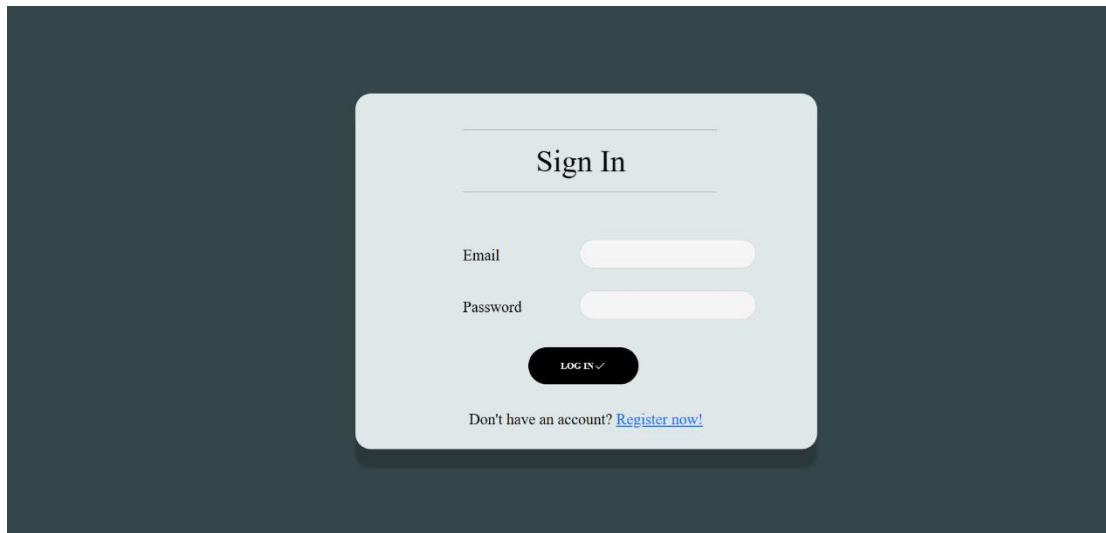 Sign In
Email
Password
LOG IN
Don't have an account? Register now!